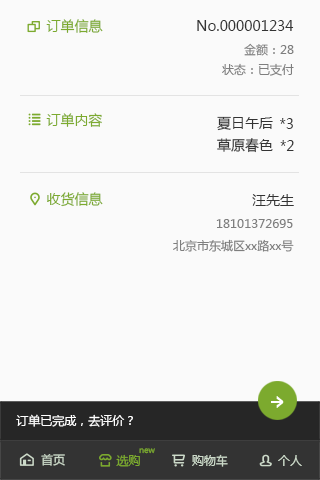 订单信息
No.000001234
金额：28
状态：已支付
订单内容
夏日午后 *3
草原春色 *2
收货信息
汪先生
18101372695
北京市东城区xx路xx号
订单已完成，去评价？
首页 选购 new 购物车 个人